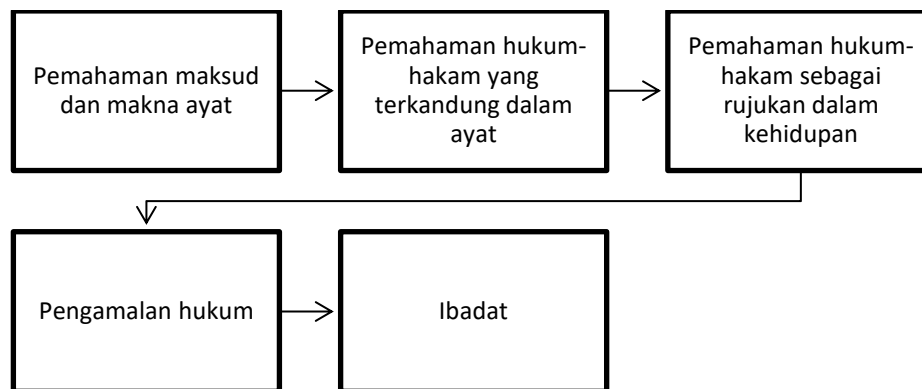 Pemahaman maksud
dan makna ayat
Pemahaman hukum-
hakam yang
terkandung dalam
ayat
Pemahaman hukum-
hakam sebagai
rujukan dalam
kehidupan
Pengamalan hukum
Ibadat